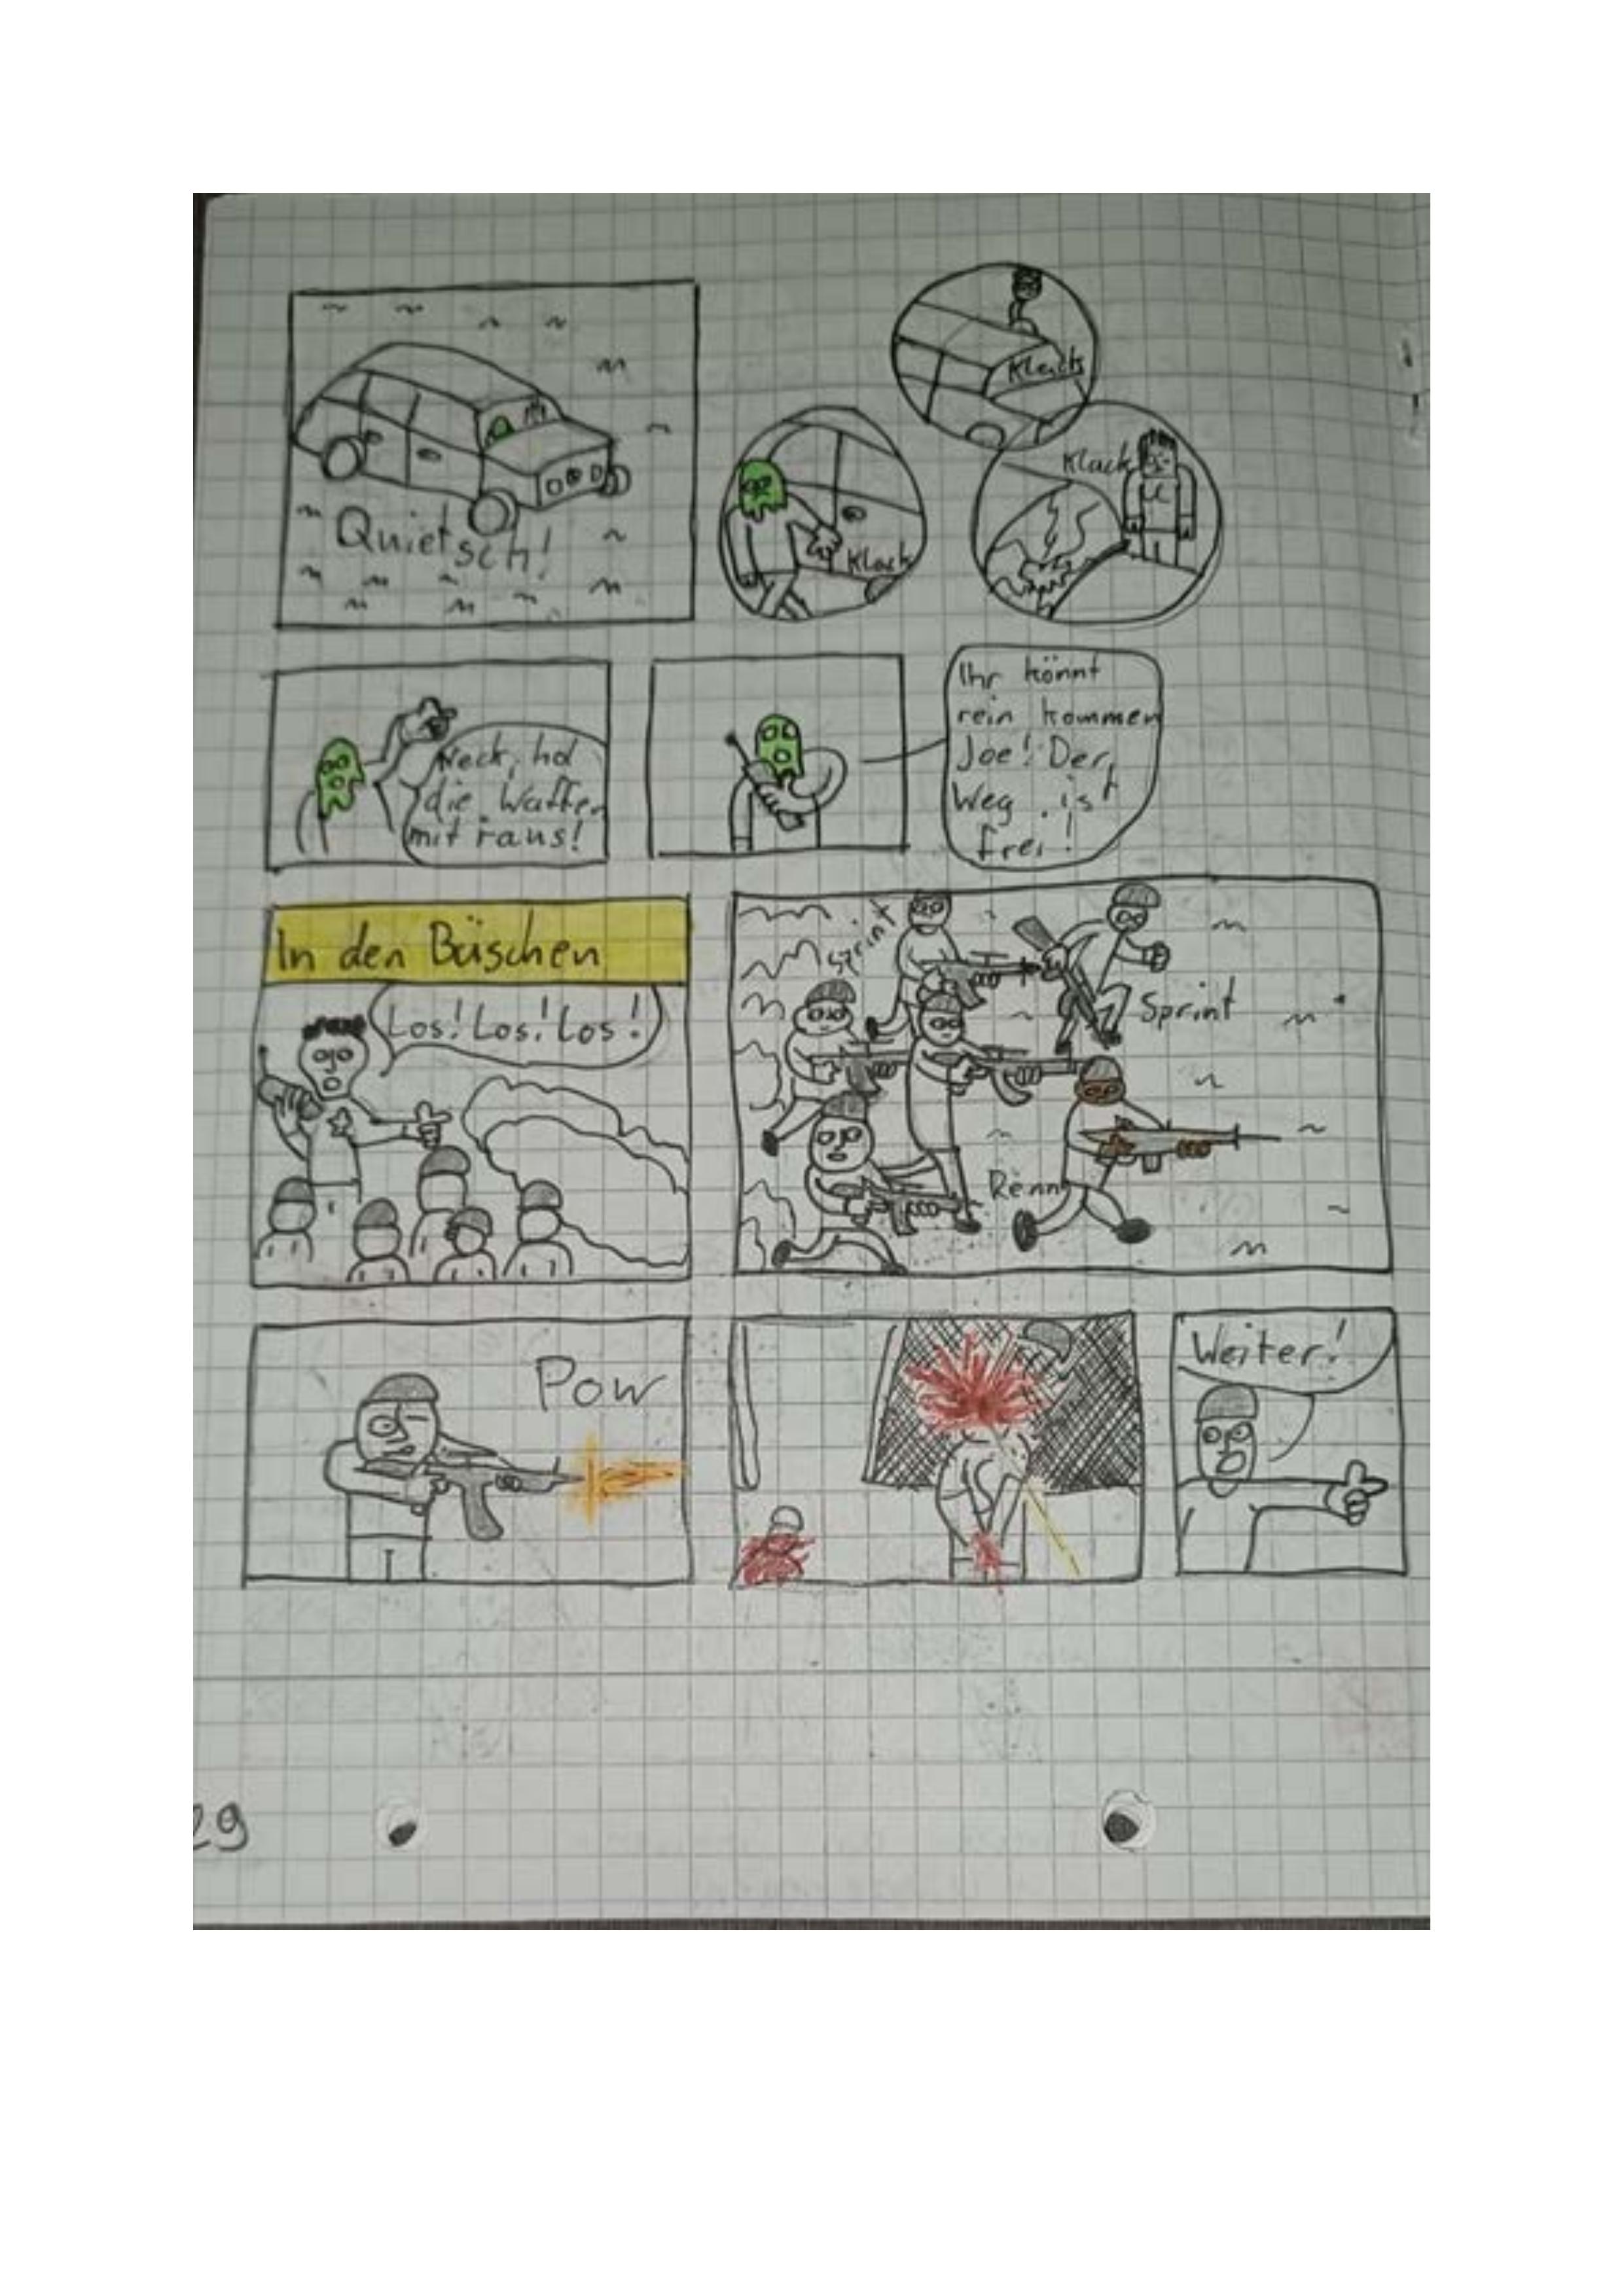 Quietsch!
Klack
Klack
Klack
Neck, hol
die Waffen
mit raus!
Ihr könnt
rein kommen
Joe! Der
Weg ist
frei!
In den Büschen
Los! Los! Los!
Sprint
Sprint
Renn
Pow
Weiter!
29